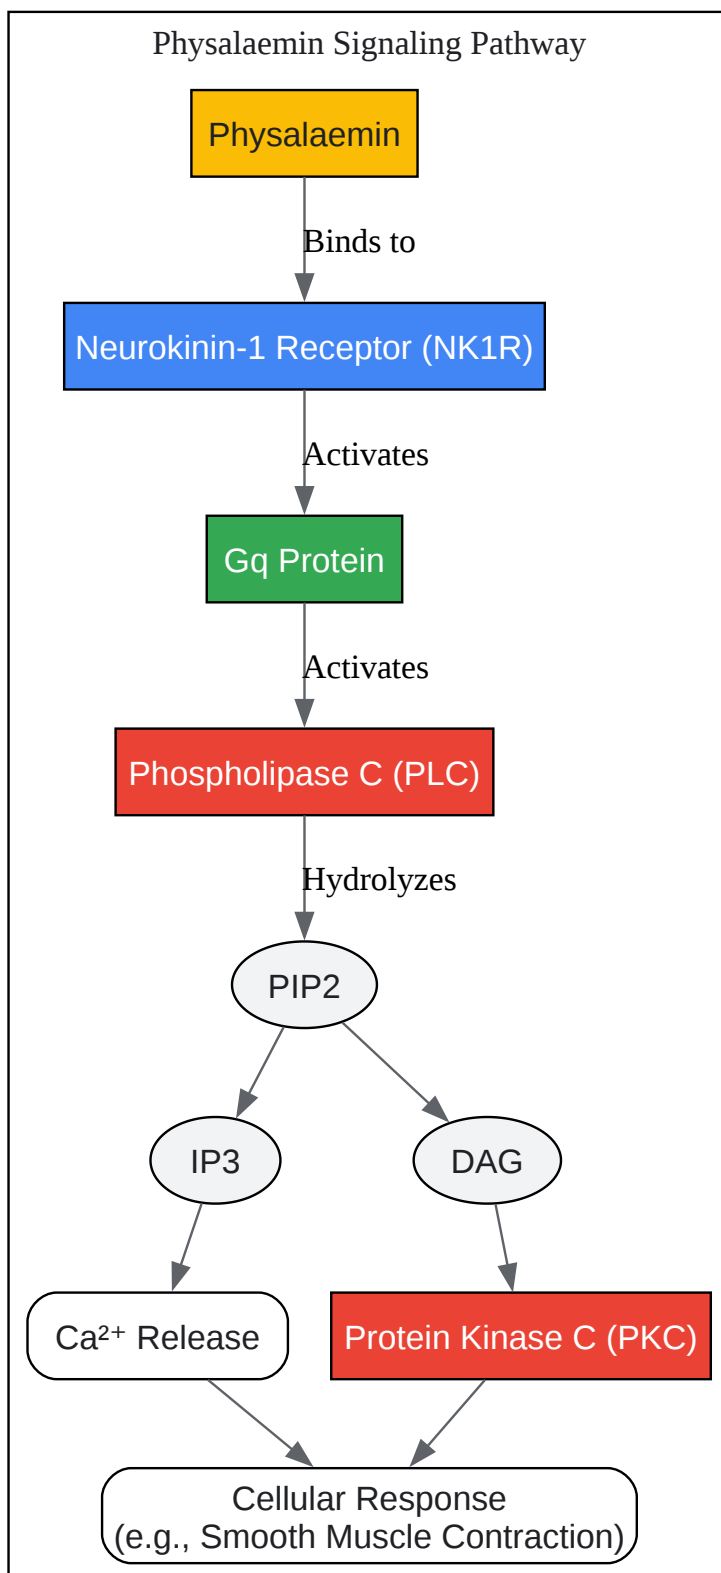 Physalaemin Signaling Pathway
Physalaemin
Binds to
Neurokinin-1 Receptor (NK1R)
Activates
Gq Protein
Activates
Phospholipase C (PLC)
Hydrolyzes
PIP2
IP3
DAG
Ca²⁺ Release
Protein Kinase C (PKC)
Cellular Response
(e.g., Smooth Muscle Contraction)